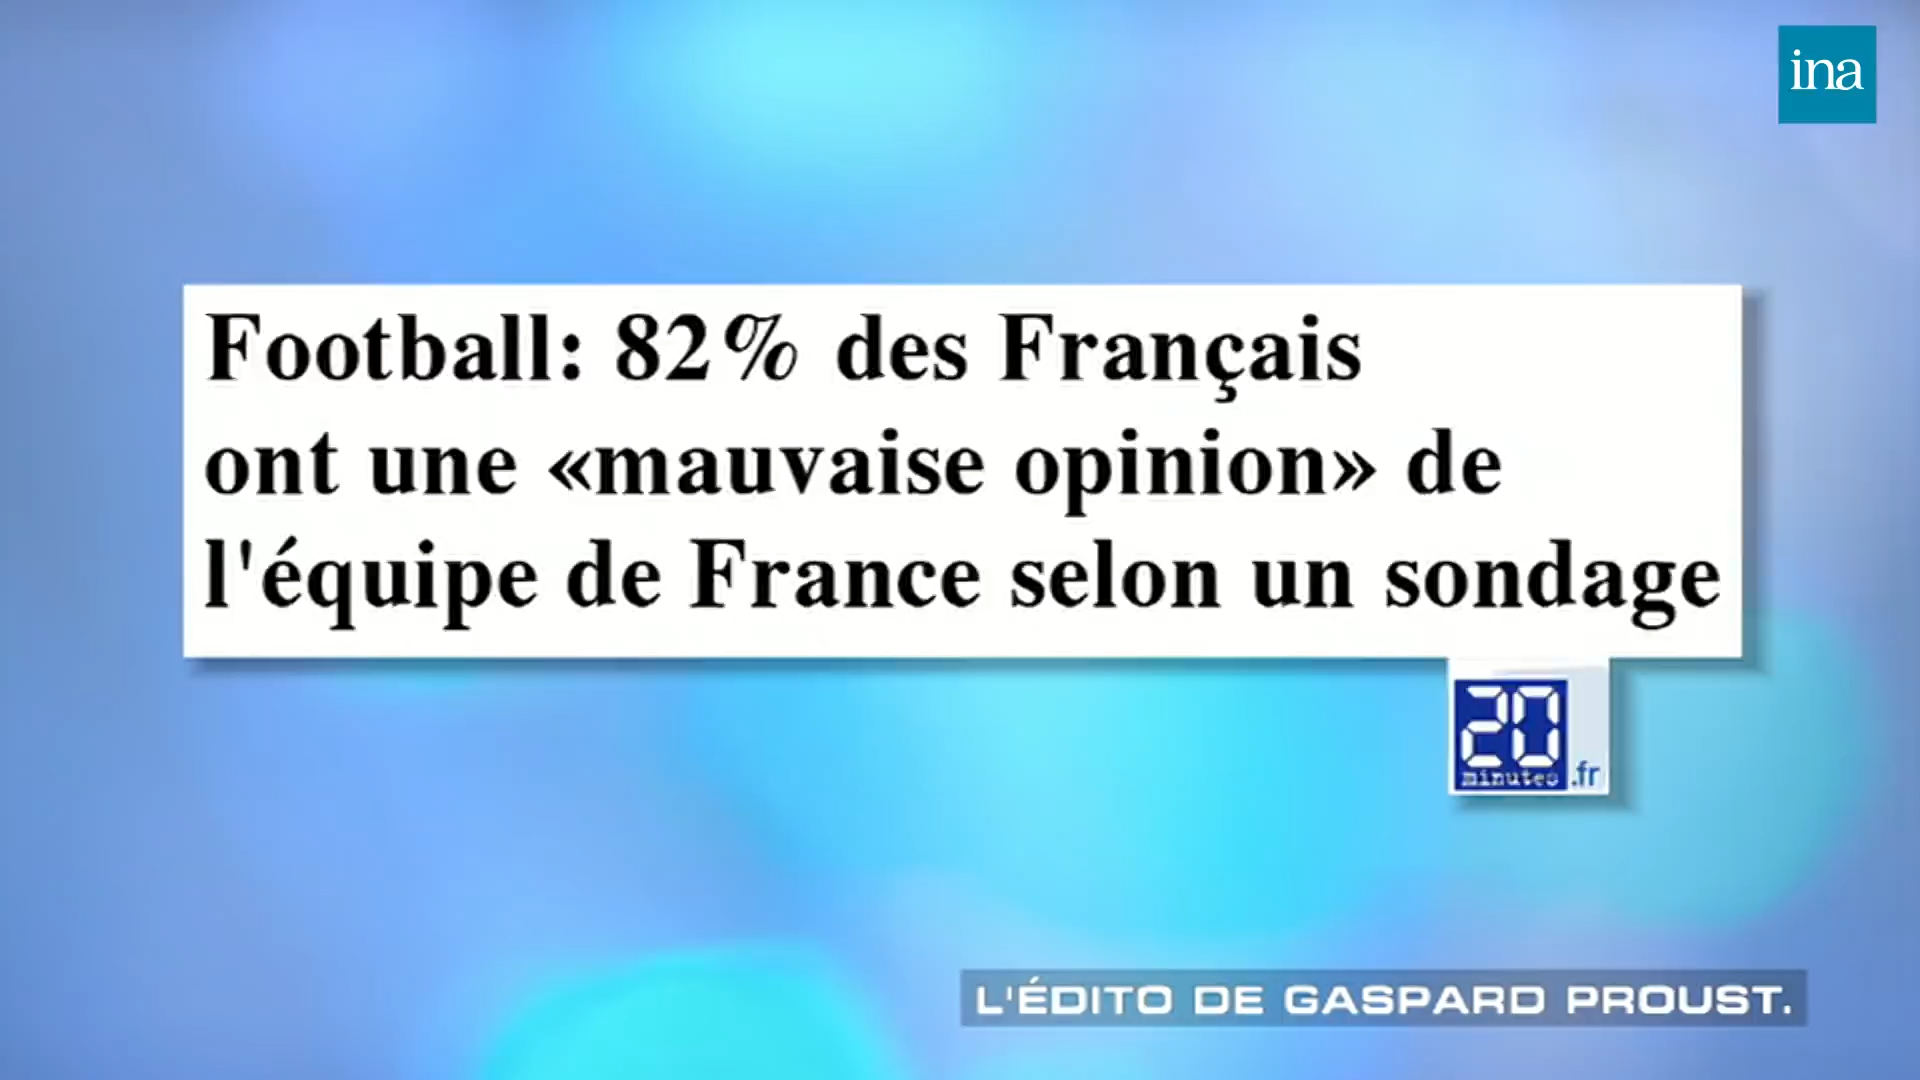 ina
Football: 82% des Français
ont une «mauvaise opinion» de
l'équipe de France selon un sondage
20
minutes .fr
L'ÉDITO DE GASPARD PROUST.